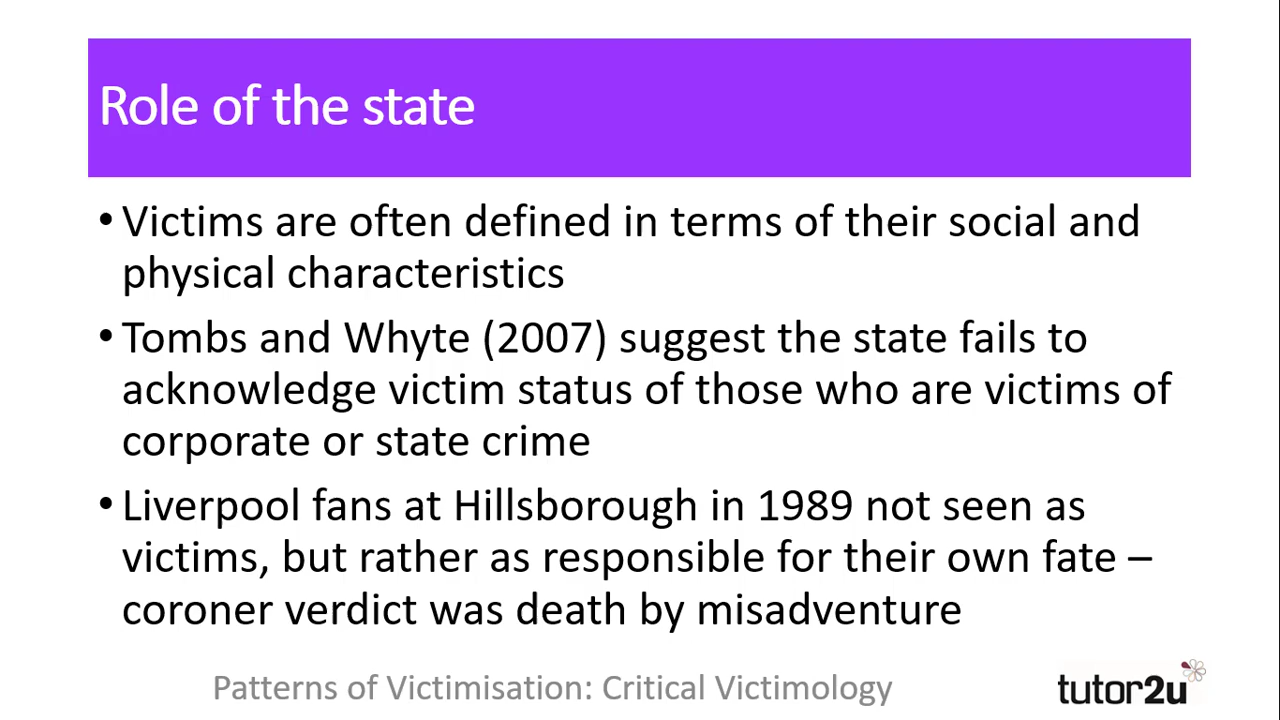 Role of the state
•Victims are often defined in terms of their social and
physical characteristics
•Tombs and Whyte (2007) suggest the state fails to
acknowledge victim status of those who are victims of
corporate or state crime
•Liverpool fans at Hillsborough in 1989 not seen as
victims, but rather as responsible for their own fate –
coroner verdict was death by misadventure
Patterns of Victimisation: Critical Victimology
tutor2u